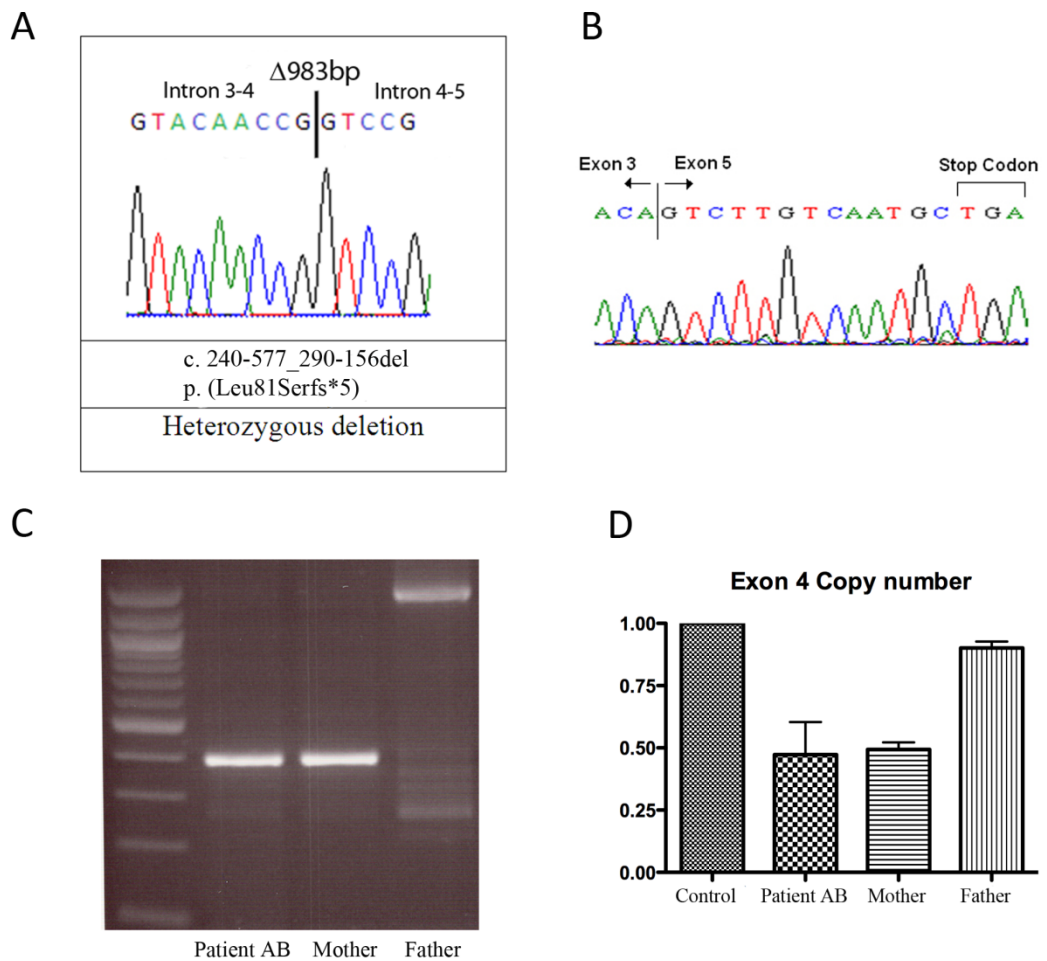 A
Δ983bp
Intron 3-4 Intron 4-5
GTACAACCGGTCCG
c. 240-577_290-156del
p. (Leu81Serfs*5)
Heterozygous deletion
B
Exon 3 Exon 5 Stop Codon
ACAGTCTTGTCAATGCTGA
C
Patient AB Mother Father
D
Exon 4 Copy number
1.00
0.75
0.50
0.25
0.00
Control Patient AB Mother Father